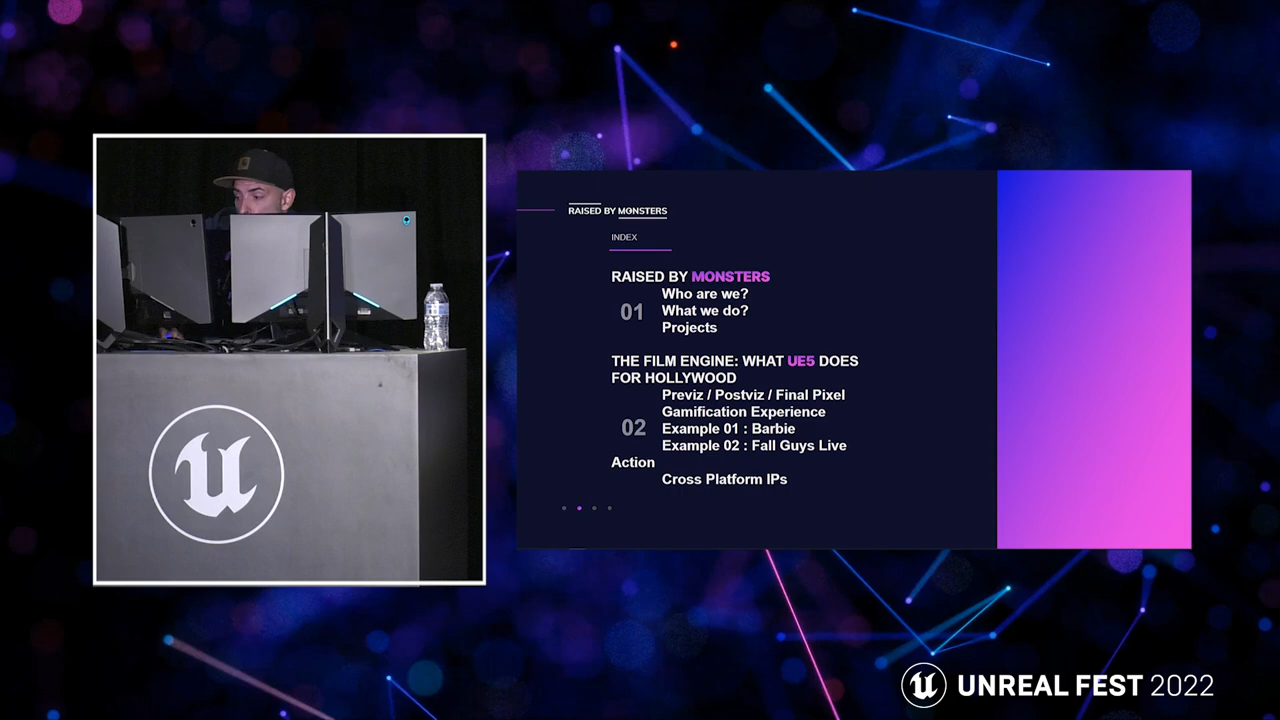 RAISED BY MONSTERS
INDEX
RAISED BY MONSTERS
01
Who are we?
What we do?
Projects
THE FILM ENGINE: WHAT UE5 DOES
FOR HOLLYWOOD
02
Previz / Postviz / Final Pixel
Gamification Experience
Example 01 : Barbie
Example 02 : Fall Guys Live
Action
Cross Platform IPs
UNREAL FEST 2022